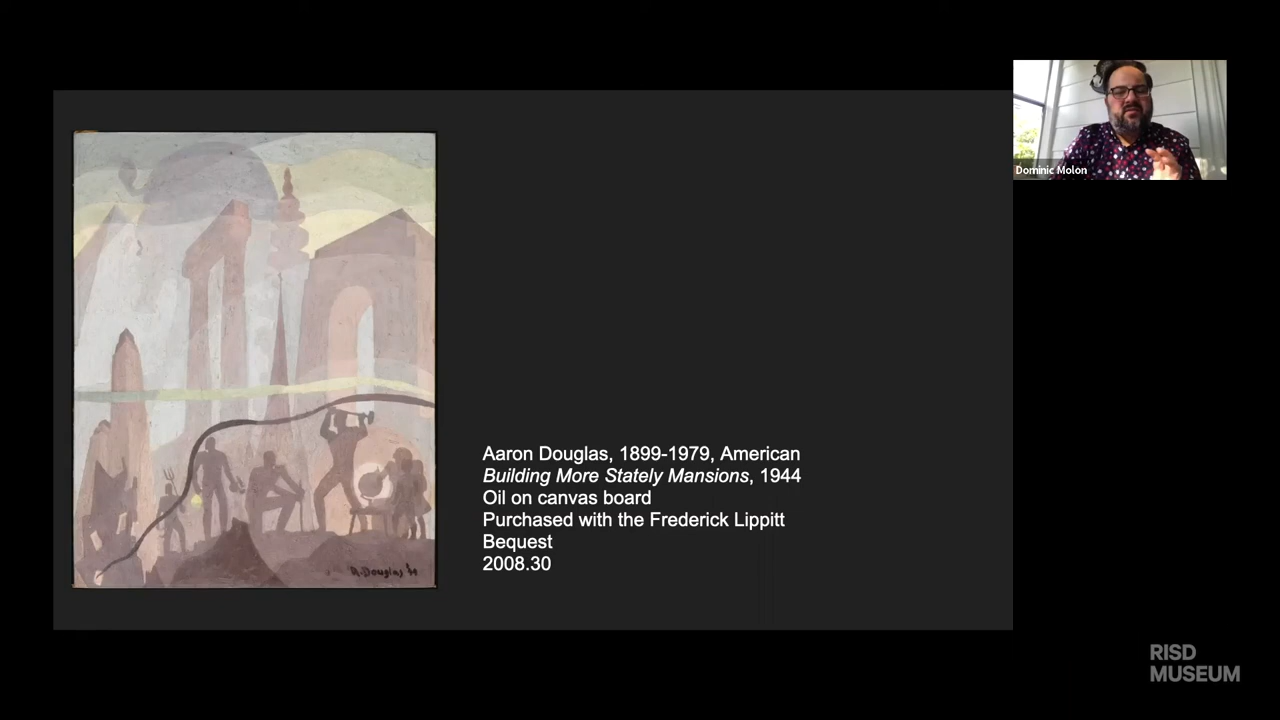 Dominic Molon
Aaron Douglas, 1899-1979, American
Building More Stately Mansions, 1944
Oil on canvas board
Purchased with the Frederick Lippitt
Bequest
2008.30
A. Douglas '44
RISD
MUSEUM